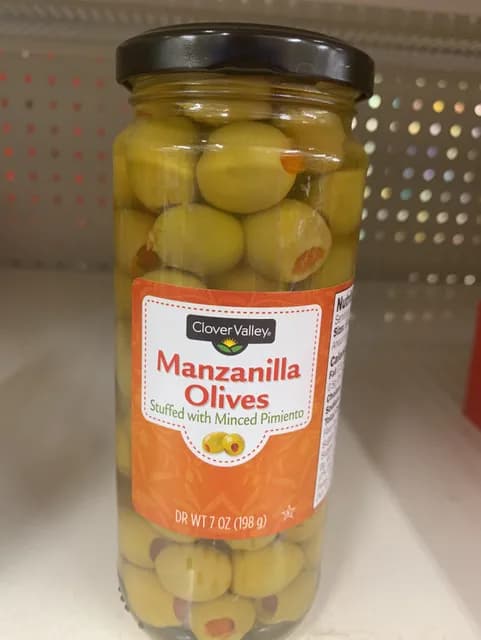 Clover Valley®
Manzanilla
Olives
Stuffed with Minced Pimiento
DR WT 7 OZ (198 g)